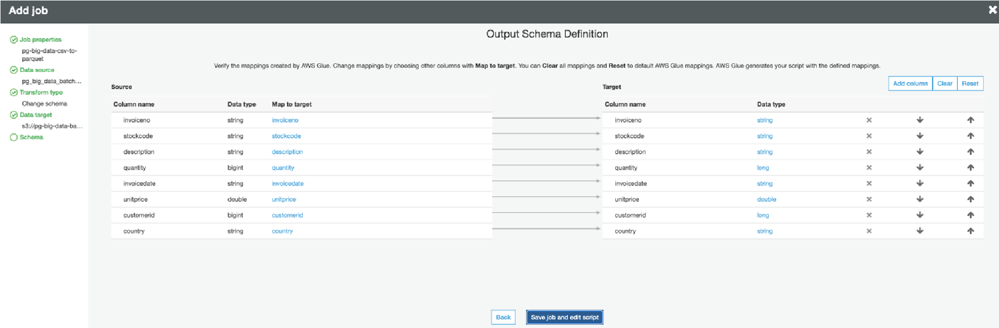 Add job
Job properties
pg-big-data-csv-to-
parquet
Data source
pg_big_data_batch...
Transform type
Change schema
Data target
s3://pg-big-data-ba...
Schema
Output Schema Definition
Verify the mappings created by AWS Glue. Change mappings by choosing other columns with Map to target. You can Clear all mappings and Reset to default AWS Glue mappings. AWS Glue generates your script with the defined mappings.
Add column Clear Reset
Source Target
Column name Data type Map to target Column name Data type
invoiceno string invoiceno invoiceno string
stockcode string stockcode stockcode string
description string description description string
quantity bigint quantity quantity long
invoicedate string invoicedate invoicedate string
unitprice double unitprice unitprice double
customerid bigint customerid customerid long
country string country country string
Back Save job and edit script